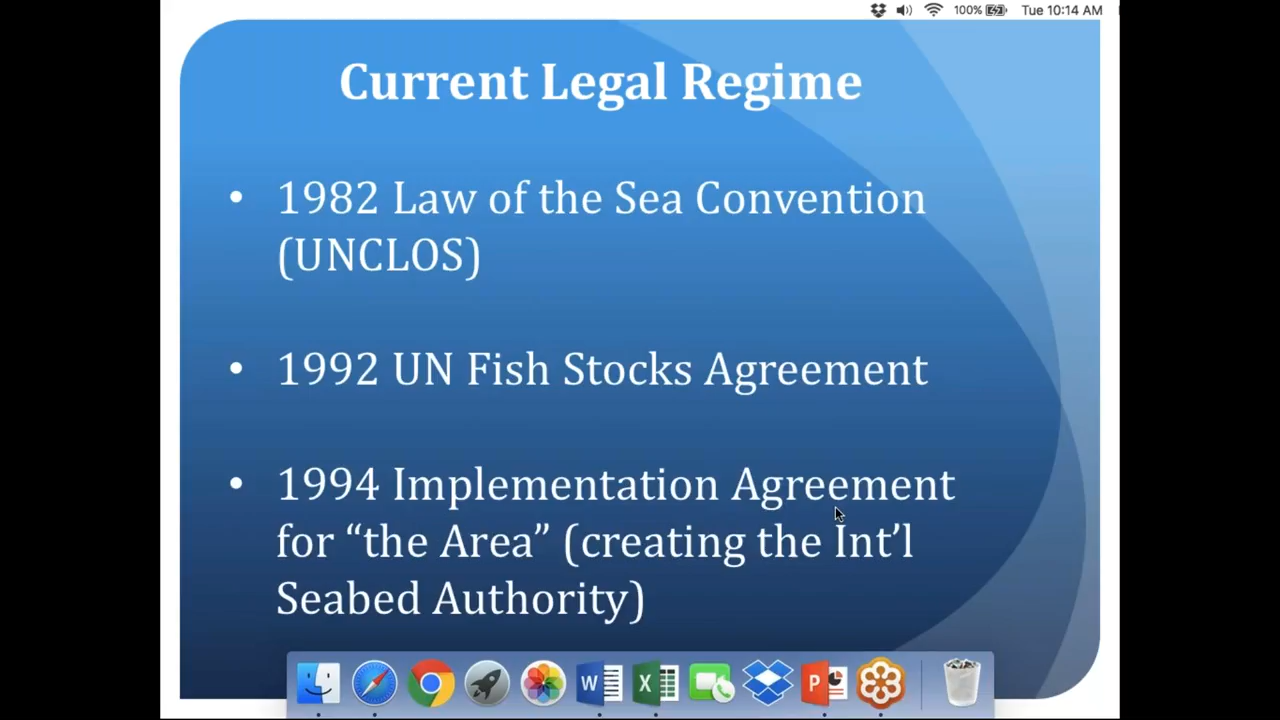 100% Tue 10:14 AM
Current Legal Regime
• 1982 Law of the Sea Convention
(UNCLOS)
• 1992 UN Fish Stocks Agreement
• 1994 Implementation Agreement
for “the Area” (creating the Int’l
Seabed Authority)
W X P